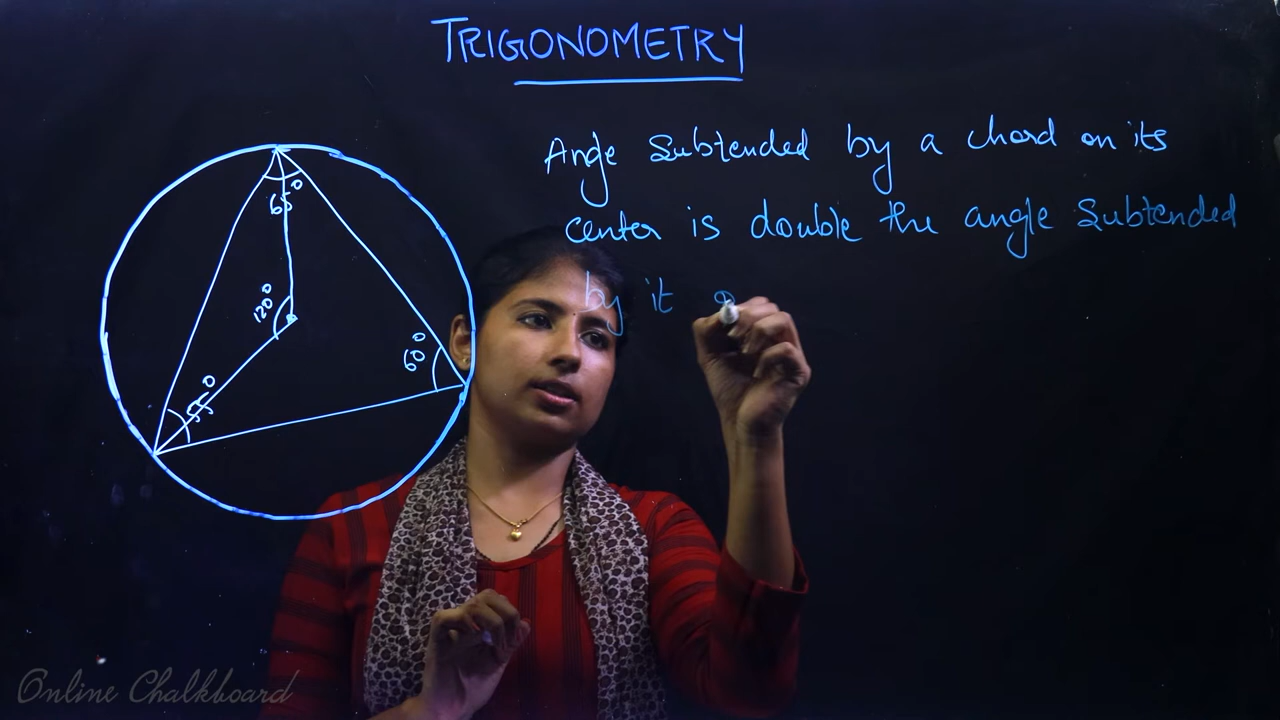 TRIGONOMETRY
Angle Subtended by a chord on its
center is double the angle Subtended
by it
65°
120°
60°
55°
Online Chalkboard